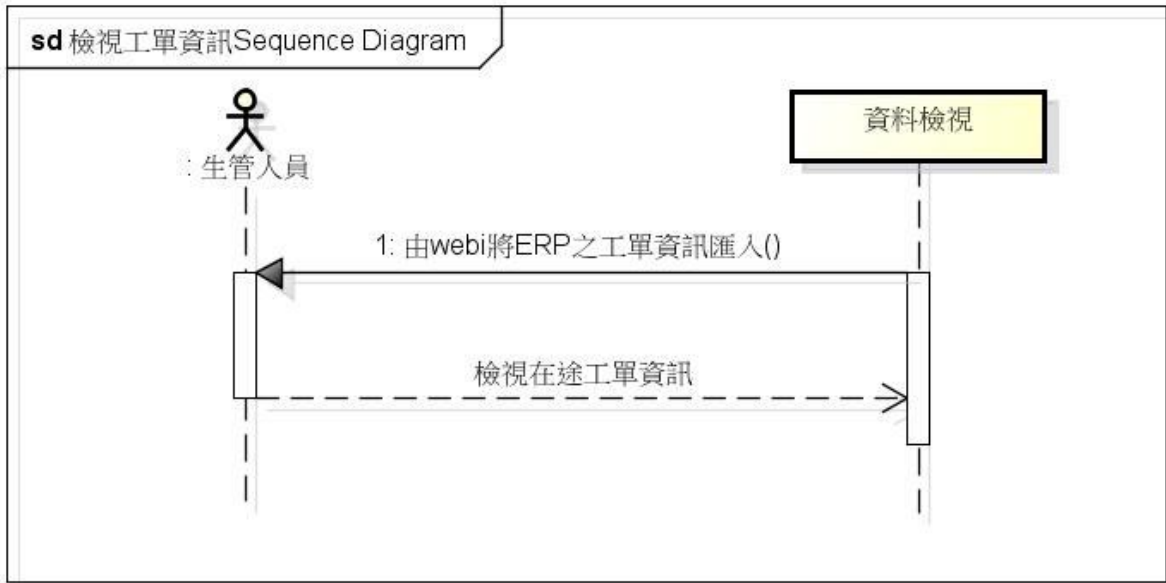 sd 檢視工單資訊Sequence Diagram
: 生管人員
資料檢視
1: 由webi將ERP之工單資訊匯入()
檢視在途工單資訊